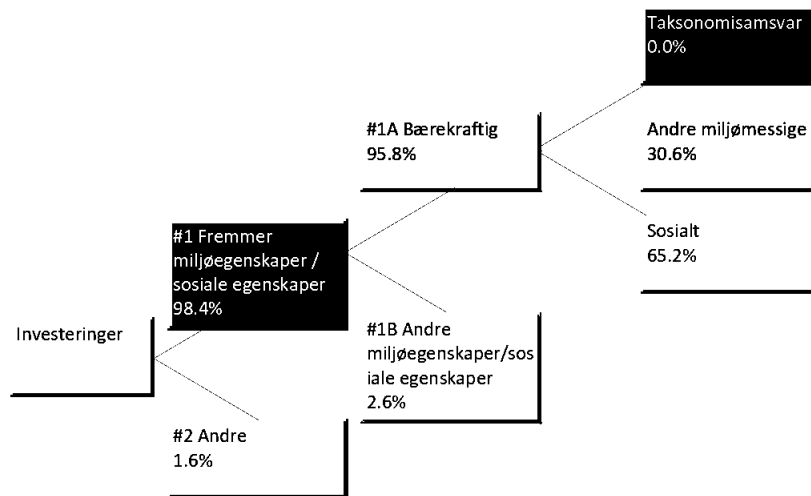 Taksonomisamsvar
0.0%
#1A Bærekraftig
95.8%
Andre miljømessige
30.6%
#1 Fremmer
miljøegenskaper /
sosiale egenskaper
98.4%
Sosialt
65.2%
Investeringer
#1B Andre
miljøegenskaper/sos
iale egenskaper
2.6%
#2 Andre
1.6%